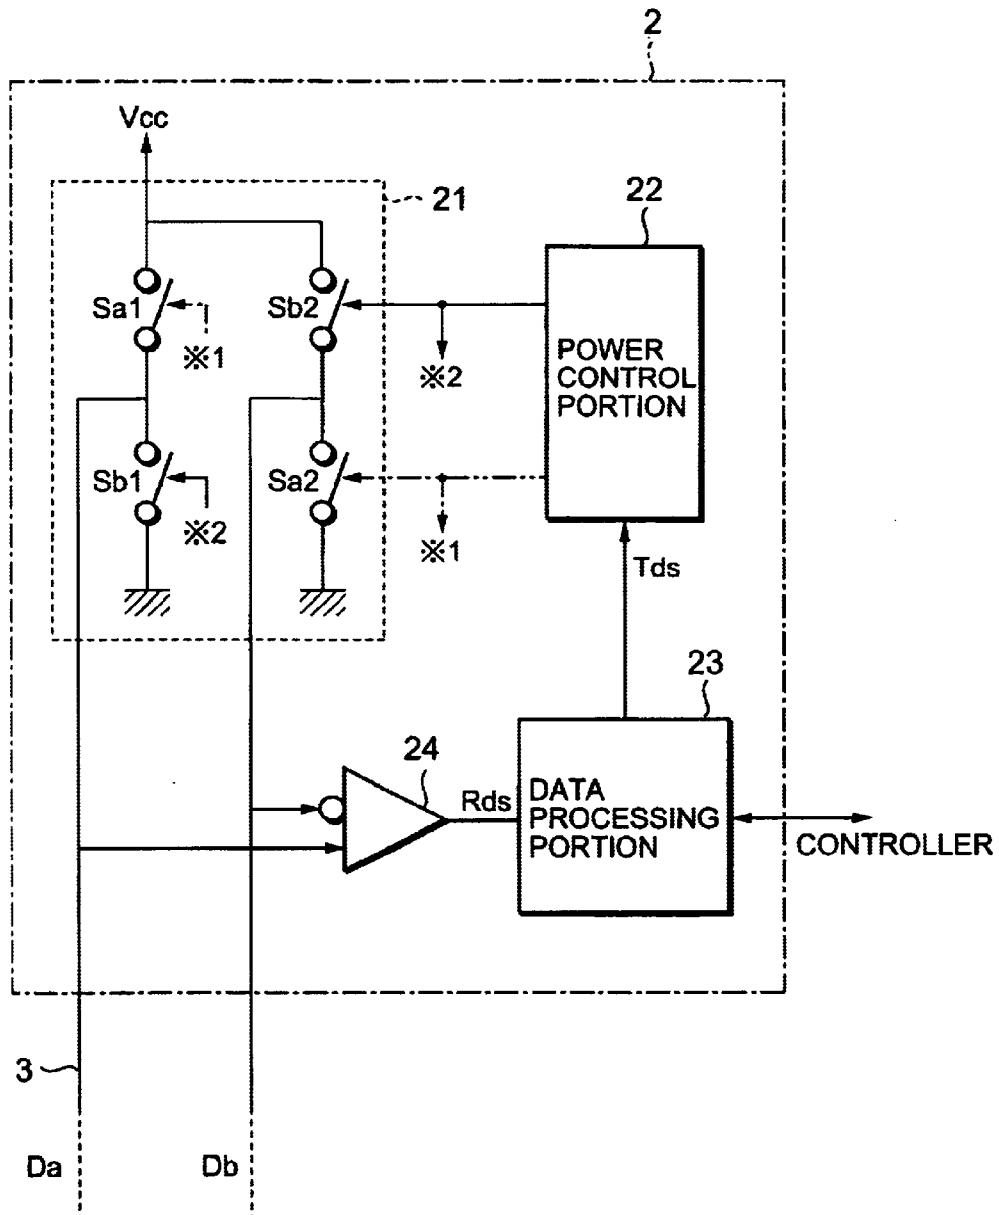 2
Vcc
21
22
Sa1
Sb2
※1
※2
POWER
CONTROL
PORTION
Sb1
Sa2
※2
※1
Tds
23
24
Rds
DATA
PROCESSING
PORTION
CONTROLLER
3
Da
Db